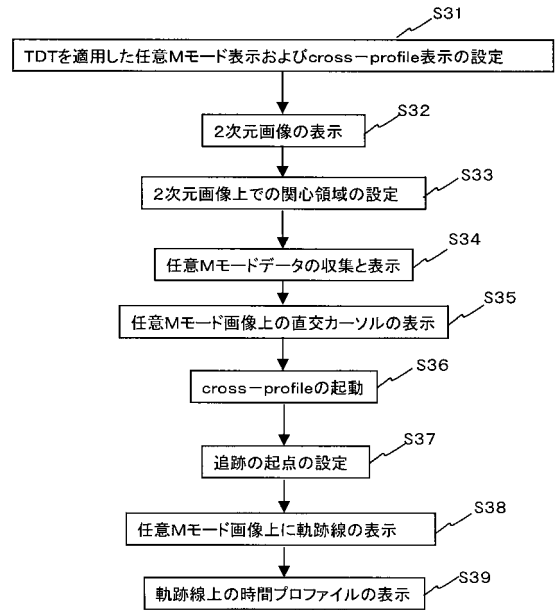 S31
TDTを適用した任意Mモード表示およびcross-profile表示の設定
S32
2次元画像の表示
S33
2次元画像上での関心領域の設定
S34
任意Mモードデータの収集と表示
S35
任意Mモード画像上の直交カーソルの表示
S36
cross-profileの起動
S37
追跡の起点の設定
S38
任意Mモード画像上に軌跡線の表示
S39
軌跡線上の時間プロファイルの表示